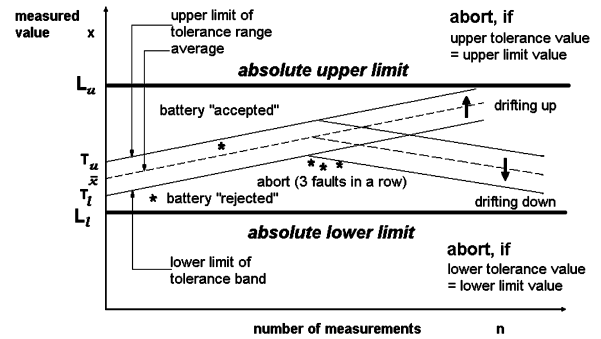 measured
value x
upper limit of
tolerance range
average
abort, if
upper tolerance value
= upper limit value
absolute upper limit
Lu
battery "accepted"
drifting up
*
Tu
x̄
Tl
* * *
abort (3 faults in a row)
* battery "rejected"
drifting down
Ll
absolute lower limit
lower limit of
tolerance band
abort, if
lower tolerance value
= lower limit value
number of measurements n